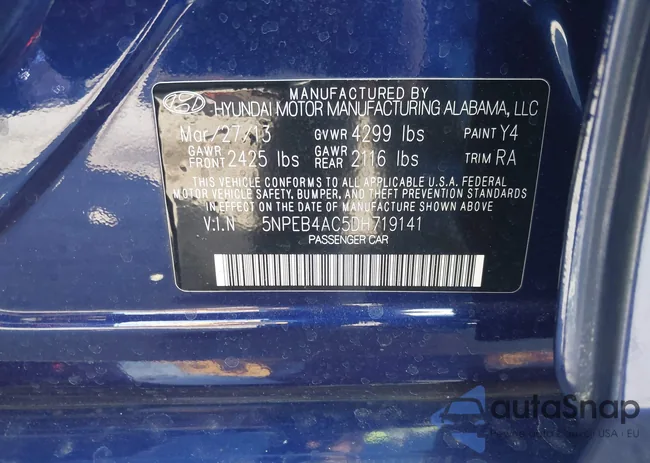 MANUFACTURED BY
HYUNDAI MOTOR MANUFACTURING ALABAMA, LLC
Mar/27/13 GVWR 4299 lbs PAINT Y4
GAWR FRONT 2425 lbs GAWR REAR 2116 lbs TRIM RA
THIS VEHICLE CONFORMS TO ALL APPLICABLE U.S.A. FEDERAL
MOTOR VEHICLE SAFETY, BUMPER, AND THEFT PREVENTION STANDARDS
IN EFFECT ON THE DATE OF MANUFACTURE SHOWN ABOVE
V.I.N 5NPEB4AC5DH719141
PASSENGER CAR
autoSnap
USA · EU